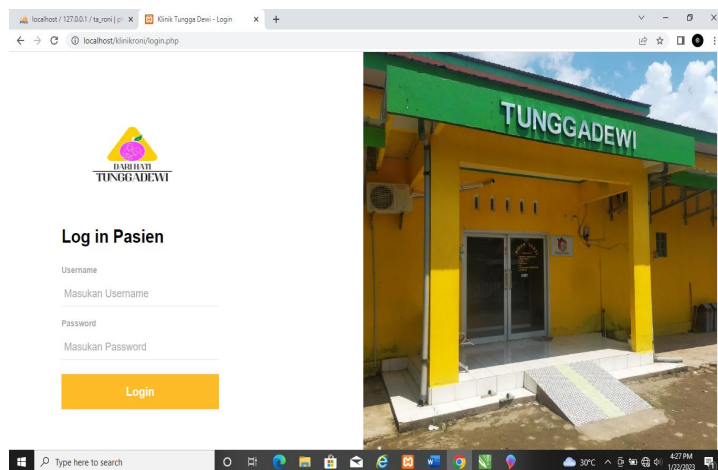 localhost / 127.0.0.1 / ta_roni | ph
Klinik Tungga Dewi - Login
localhost/klinikroni/login.php
DARI HATI
TUNGGADEWI
TUNGGADEWI
Log in Pasien
Username
Masukan Username
Password
Masukan Password
Login
Type here to search
30°C
4:27 PM
1/22/2023